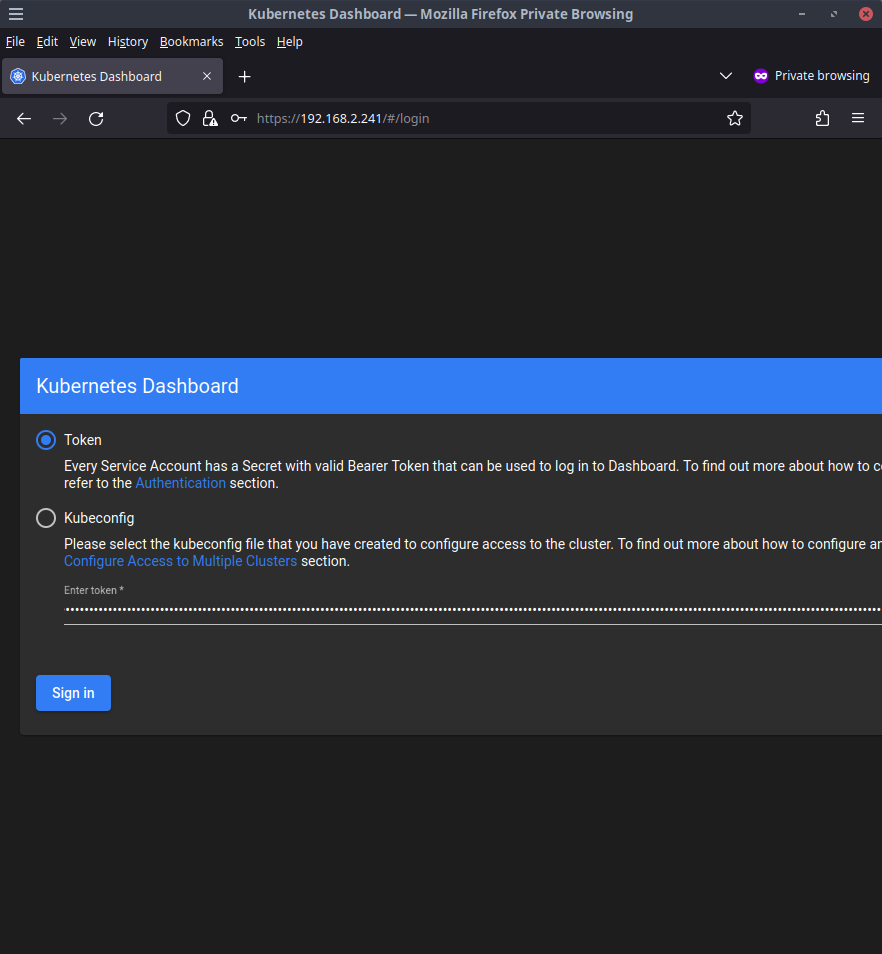 Kubernetes Dashboard — Mozilla Firefox Private Browsing
File Edit View History Bookmarks Tools Help
Kubernetes Dashboard
Private browsing
https://192.168.2.241/#/login
Kubernetes Dashboard
Token
Every Service Account has a Secret with valid Bearer Token that can be used to log in to Dashboard. To find out more about how to c
refer to the Authentication section.
Kubeconfig
Please select the kubeconfig file that you have created to configure access to the cluster. To find out more about how to configure an
Configure Access to Multiple Clusters section.
Enter token *
Sign in